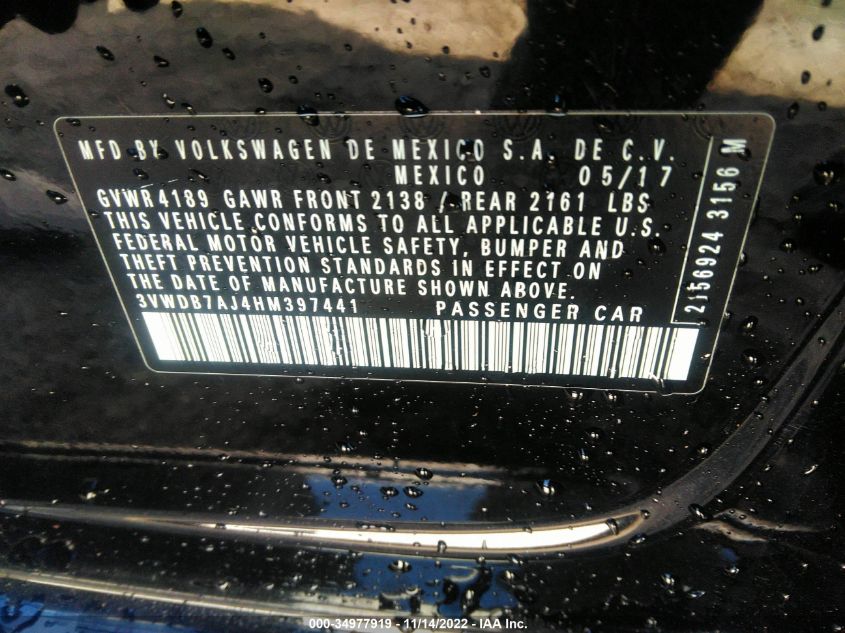 MFD BY VOLKSWAGEN DE MEXICO S.A. DE C.V.
MEXICO 05/17
GVWR4189 GAWR FRONT 2138 / REAR 2161 LBS
THIS VEHICLE CONFORMS TO ALL APPLICABLE U.S.
FEDERAL MOTOR VEHICLE SAFETY, BUMPER AND
THEFT PREVENTION STANDARDS IN EFFECT ON
THE DATE OF MANUFACTURE SHOWN ABOVE.
3VWDB7AJ4HM397441 PASSENGER CAR
2156924 3156 M
000-34977919 - 11/14/2022 - IAA Inc.